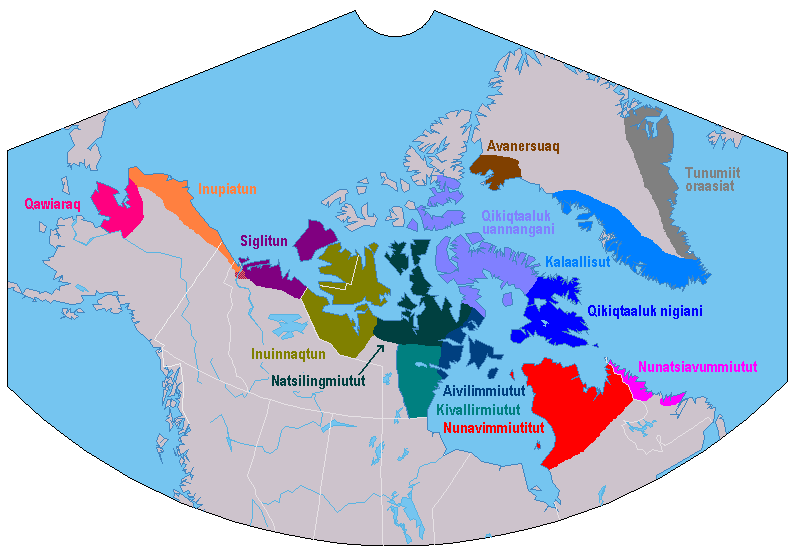 Avanersuaq
Tunumiit
oraasiat
Inupiatun
Qawiaraq
Qikiqtaaluk
uannangani
Siglitun
Kalaallisut
Qikiqtaaluk nigiani
Inuinnaqtun
Natsilingmiutut
Nunatsiavummiutut
Aivilimmiutut
Kivallirmiutut
Nunavimmiutitut